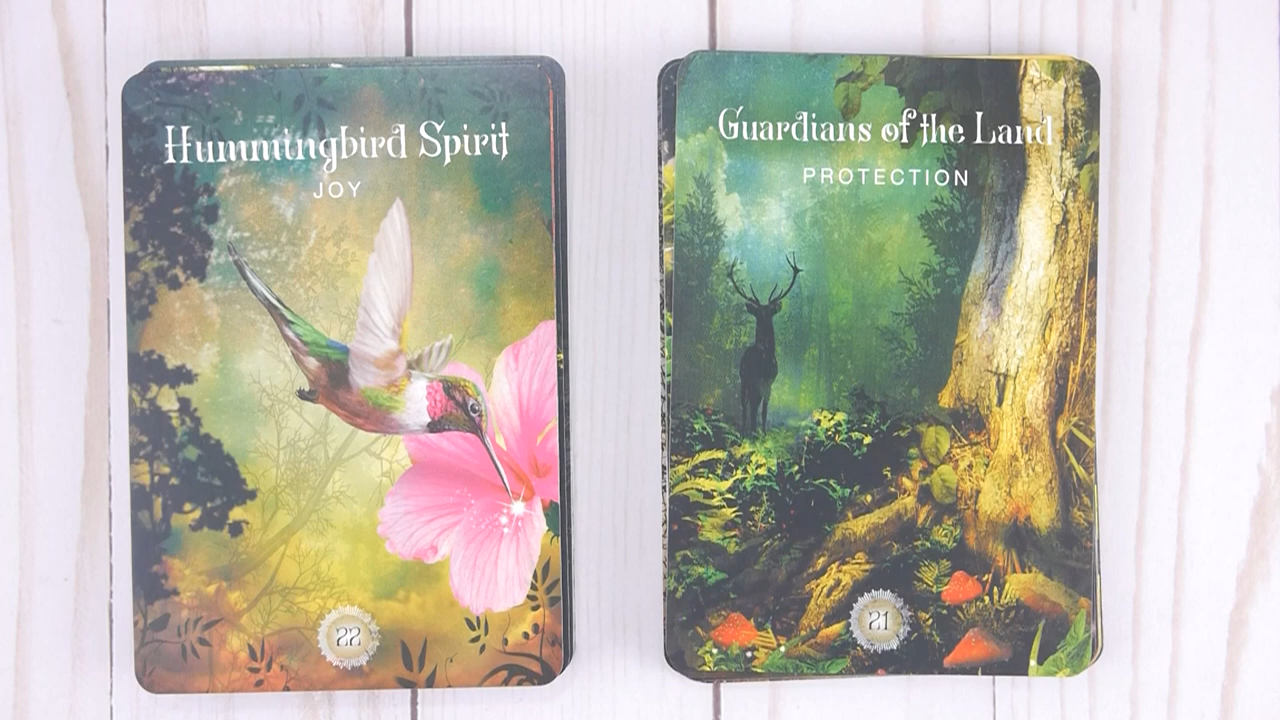 Hummingbird Spirit
JOY
22
Guardians of the Land
PROTECTION
21